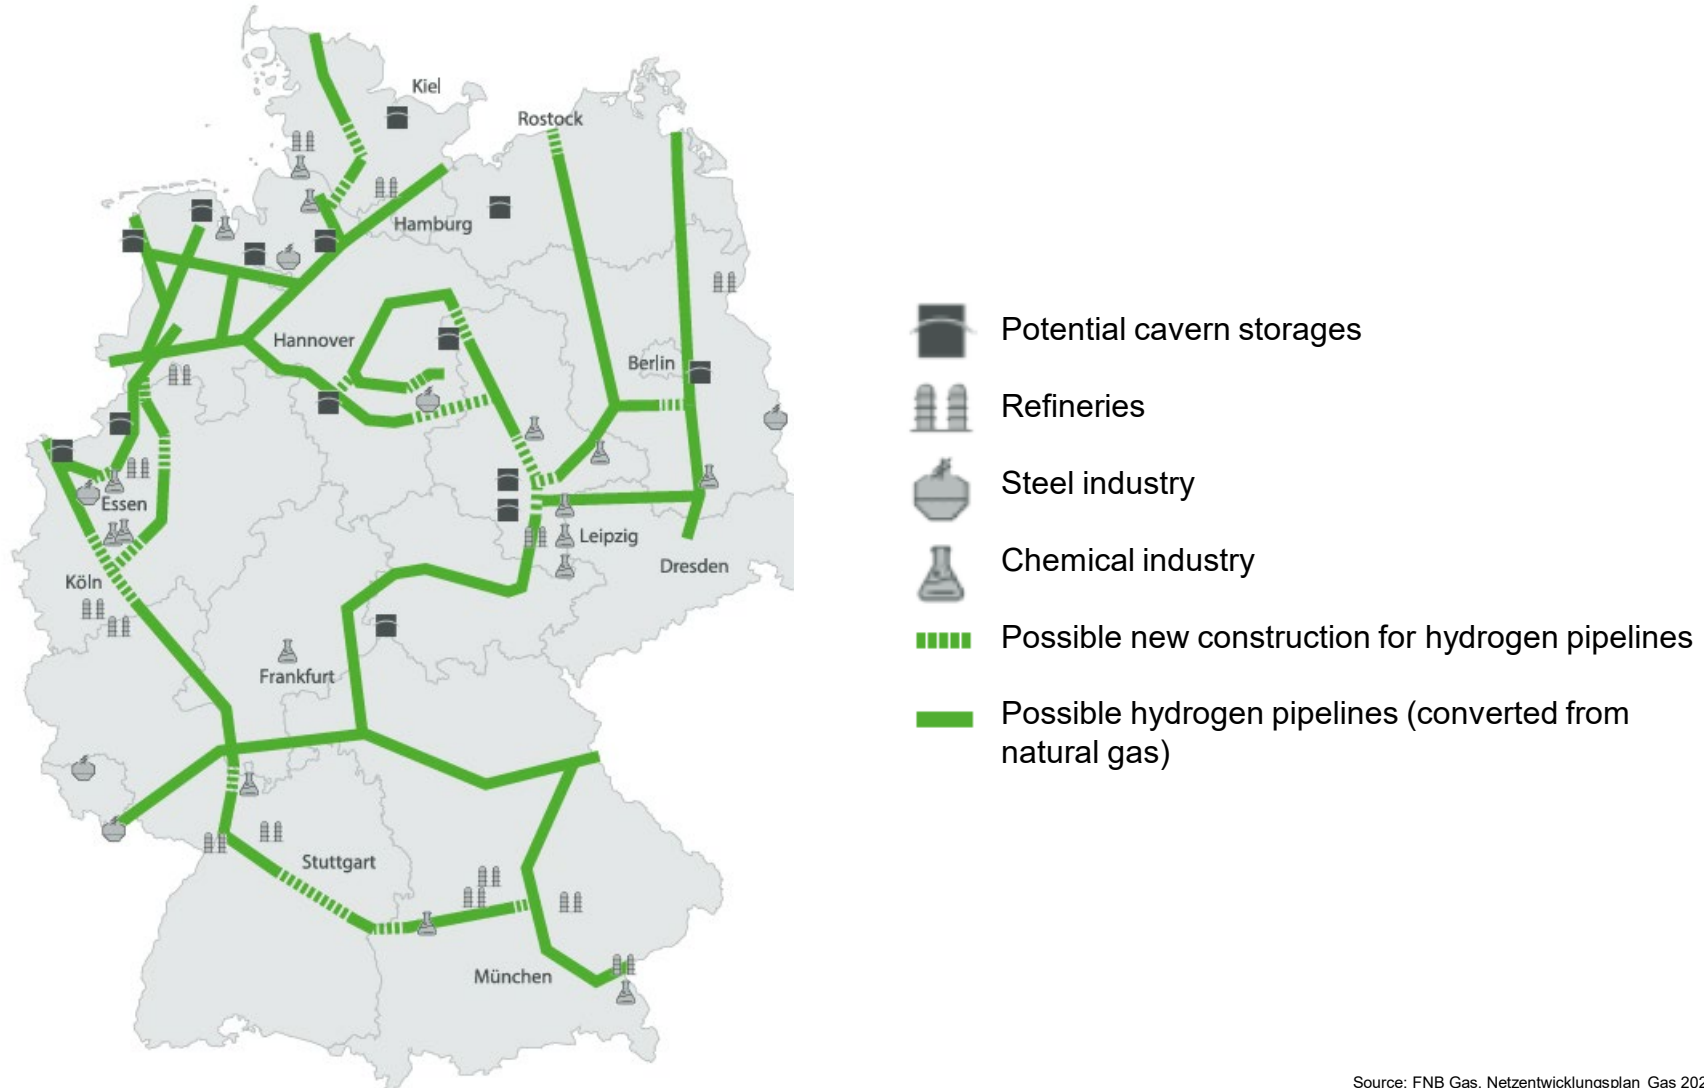 Kiel
Rostock
Hamburg
Hannover
Berlin
Essen
Leipzig
Dresden
Köln
Frankfurt
Stuttgart
München
Potential cavern storages
Refineries
Steel industry
Chemical industry
Possible new construction for hydrogen pipelines
Possible hydrogen pipelines (converted from
natural gas)
Source: FNB Gas, Netzentwicklungsplan Gas 202